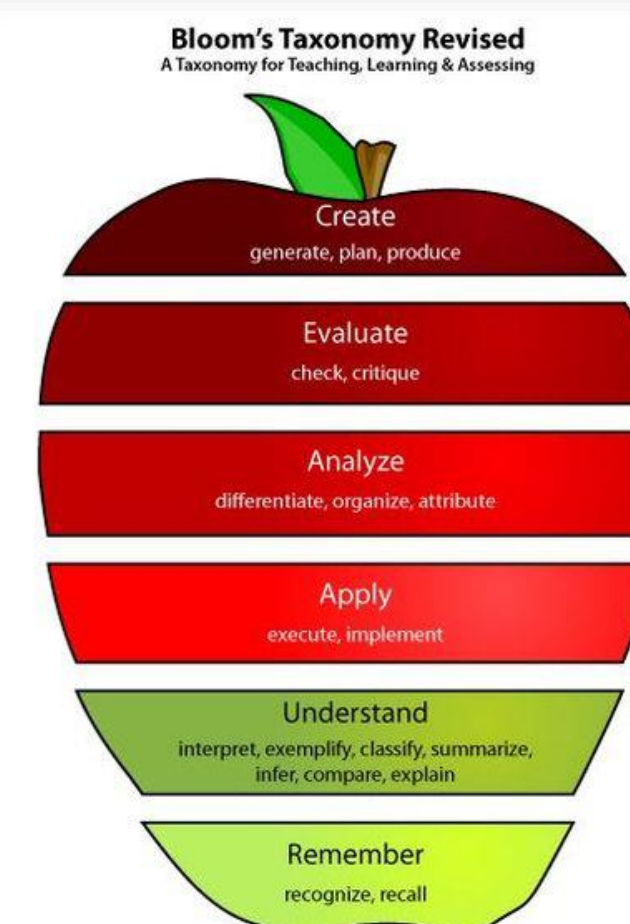 Bloom's Taxonomy Revised
A Taxonomy for Teaching, Learning & Assessing
Create
generate, plan, produce
Evaluate
check, critique
Analyze
differentiate, organize, attribute
Apply
execute, implement
Understand
interpret, exemplify, classify, summarize,
infer, compare, explain
Remember
recognize, recall